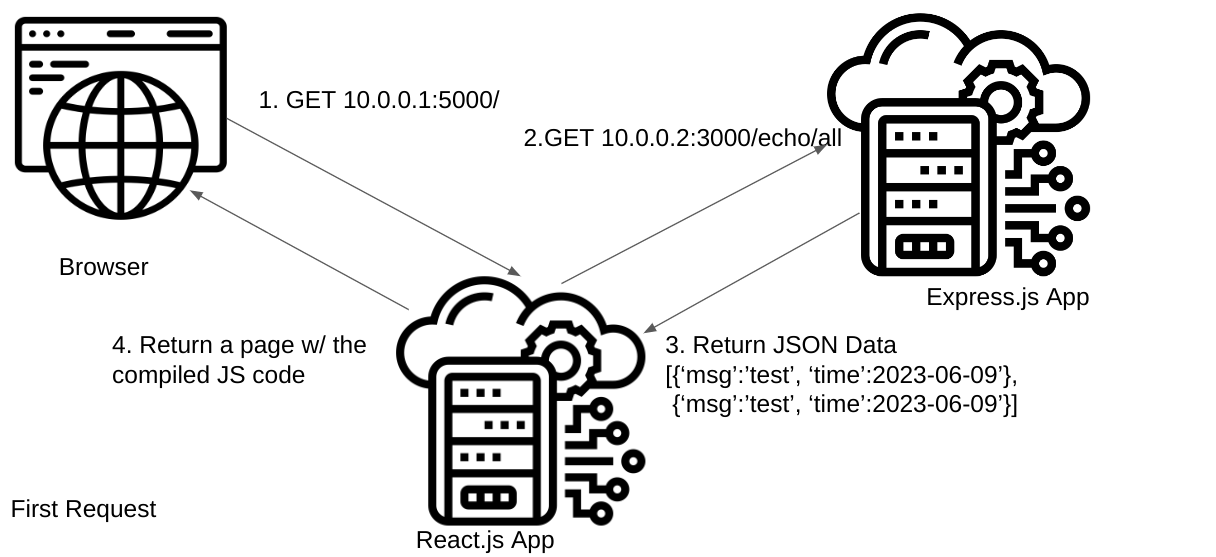 1. GET 10.0.0.1:5000/
2.GET 10.0.0.2:3000/echo/all
Browser
Express.js App
4. Return a page w/ the
compiled JS code
3. Return JSON Data
[{‘msg’:’test’, ‘time’:2023-06-09’},
{‘msg’:’test’, ‘time’:2023-06-09’}]
First Request
React.js App